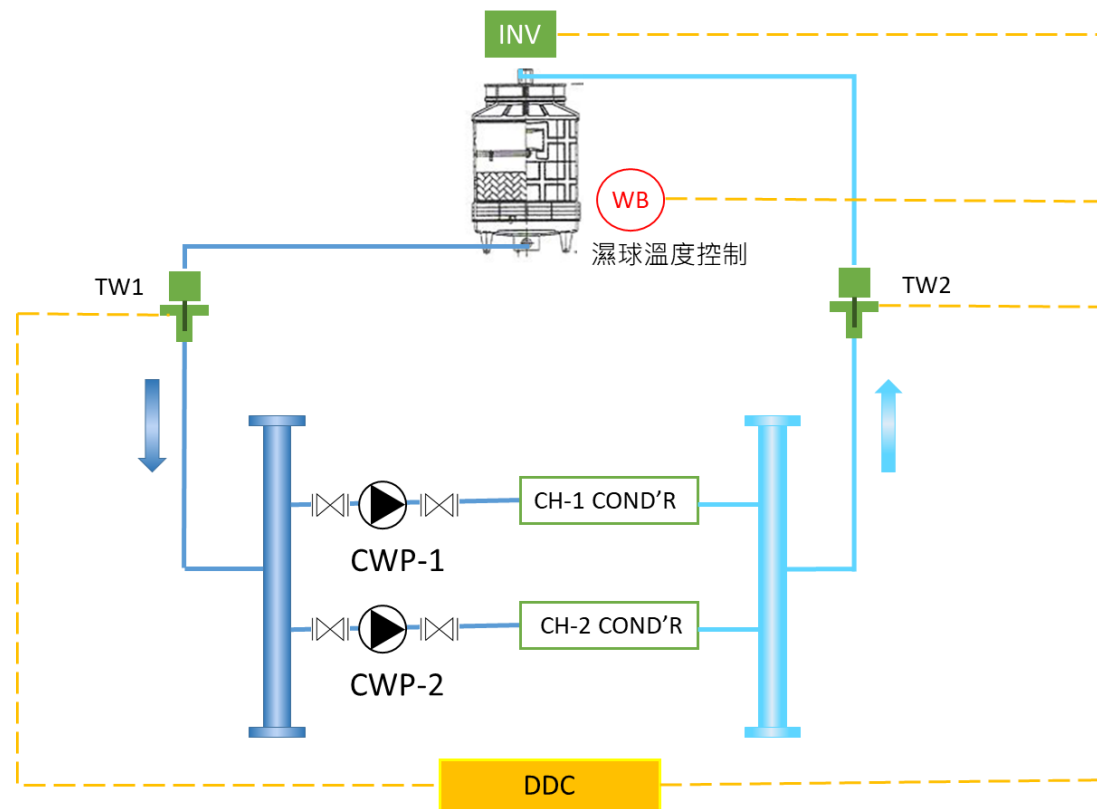 INV
WB
濕球溫度控制
TW1
TW2
CH-1 COND'R
CWP-1
CH-2 COND'R
CWP-2
DDC